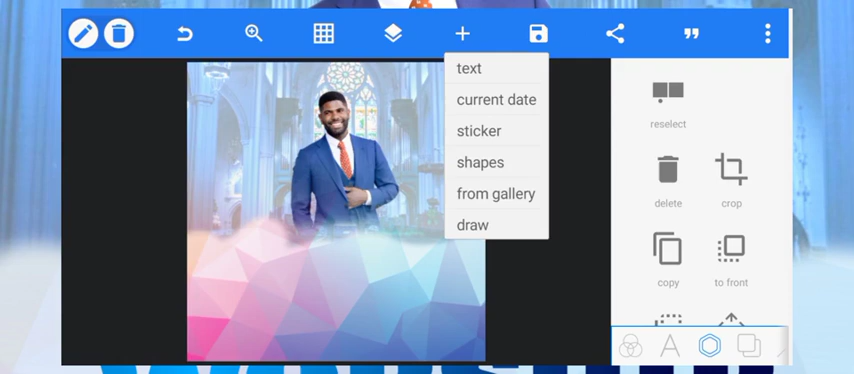 text
current date
sticker
shapes
from gallery
draw
reselect
delete
crop
copy
to front